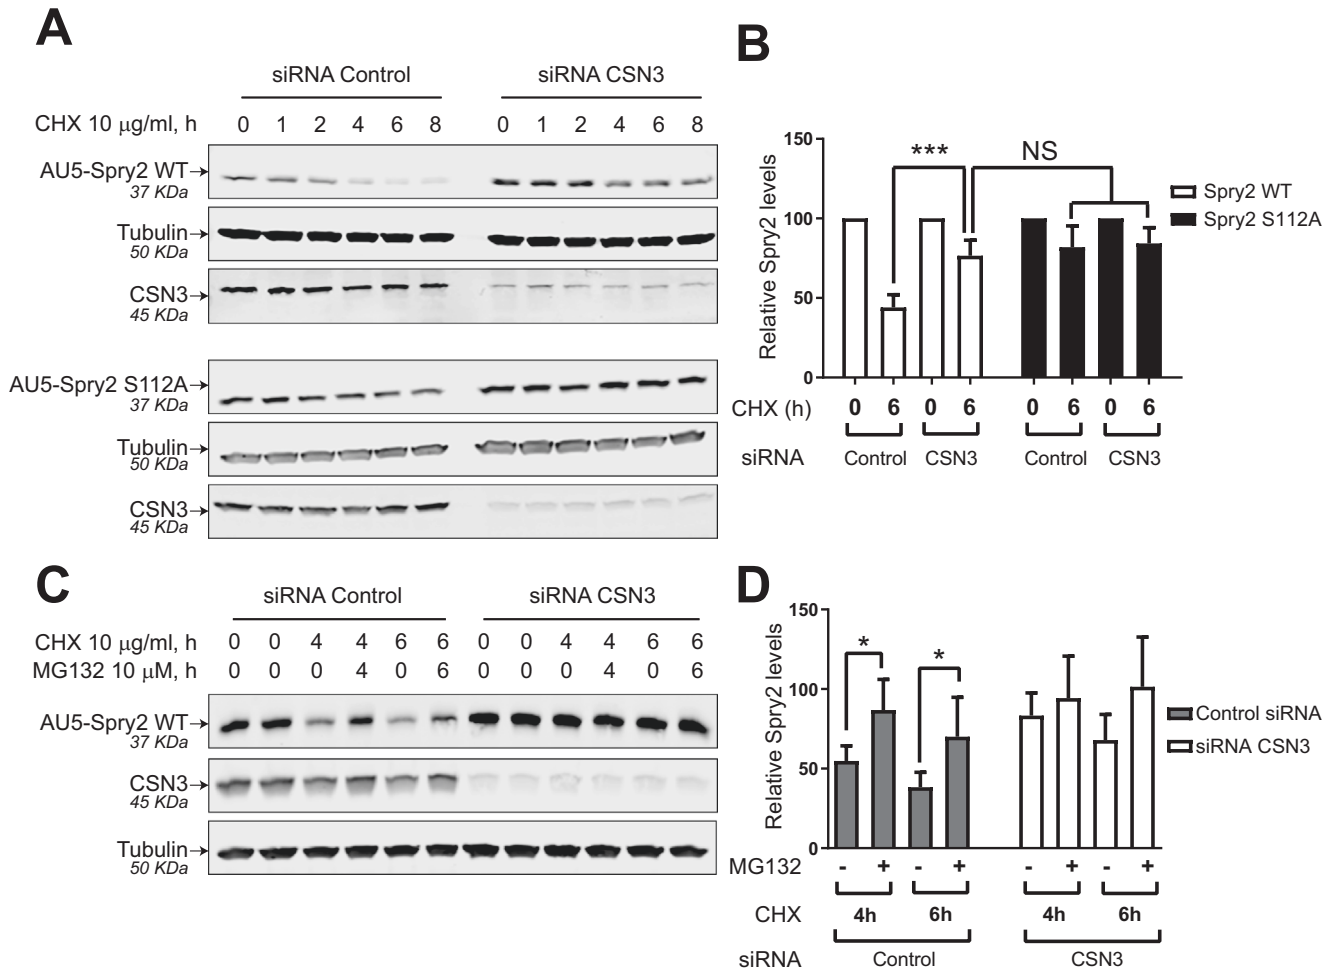 A
siRNA Control
siRNA CSN3
CHX 10 μg/ml, h
0 1 2 4 6 8 0 1 2 4 6 8
AU5-Spry2 WT
37 KDa
Tubulin
50 KDa
CSN3
45 KDa
AU5-Spry2 S112A
37 KDa
Tubulin
50 KDa
CSN3
45 KDa
B
Relative Spry2 levels
150
100
50
0
***
NS
Spry2 WT
Spry2 S112A
CHX (h) 0 6 0 6 0 6 0 6
siRNA Control CSN3 Control CSN3
C
siRNA Control
siRNA CSN3
CHX 10 μg/ml, h 0 0 4 4 6 6 0 0 4 4 6 6
MG132 10 μM, h 0 0 0 4 0 6 0 0 0 4 0 6
AU5-Spry2 WT
37 KDa
CSN3
45 KDa
Tubulin
50 KDa
D
Relative Spry2 levels
150
100
50
0
*
*
Control siRNA
siRNA CSN3
MG132 - + - + - + - +
CHX 4h 6h 4h 6h
siRNA Control CSN3